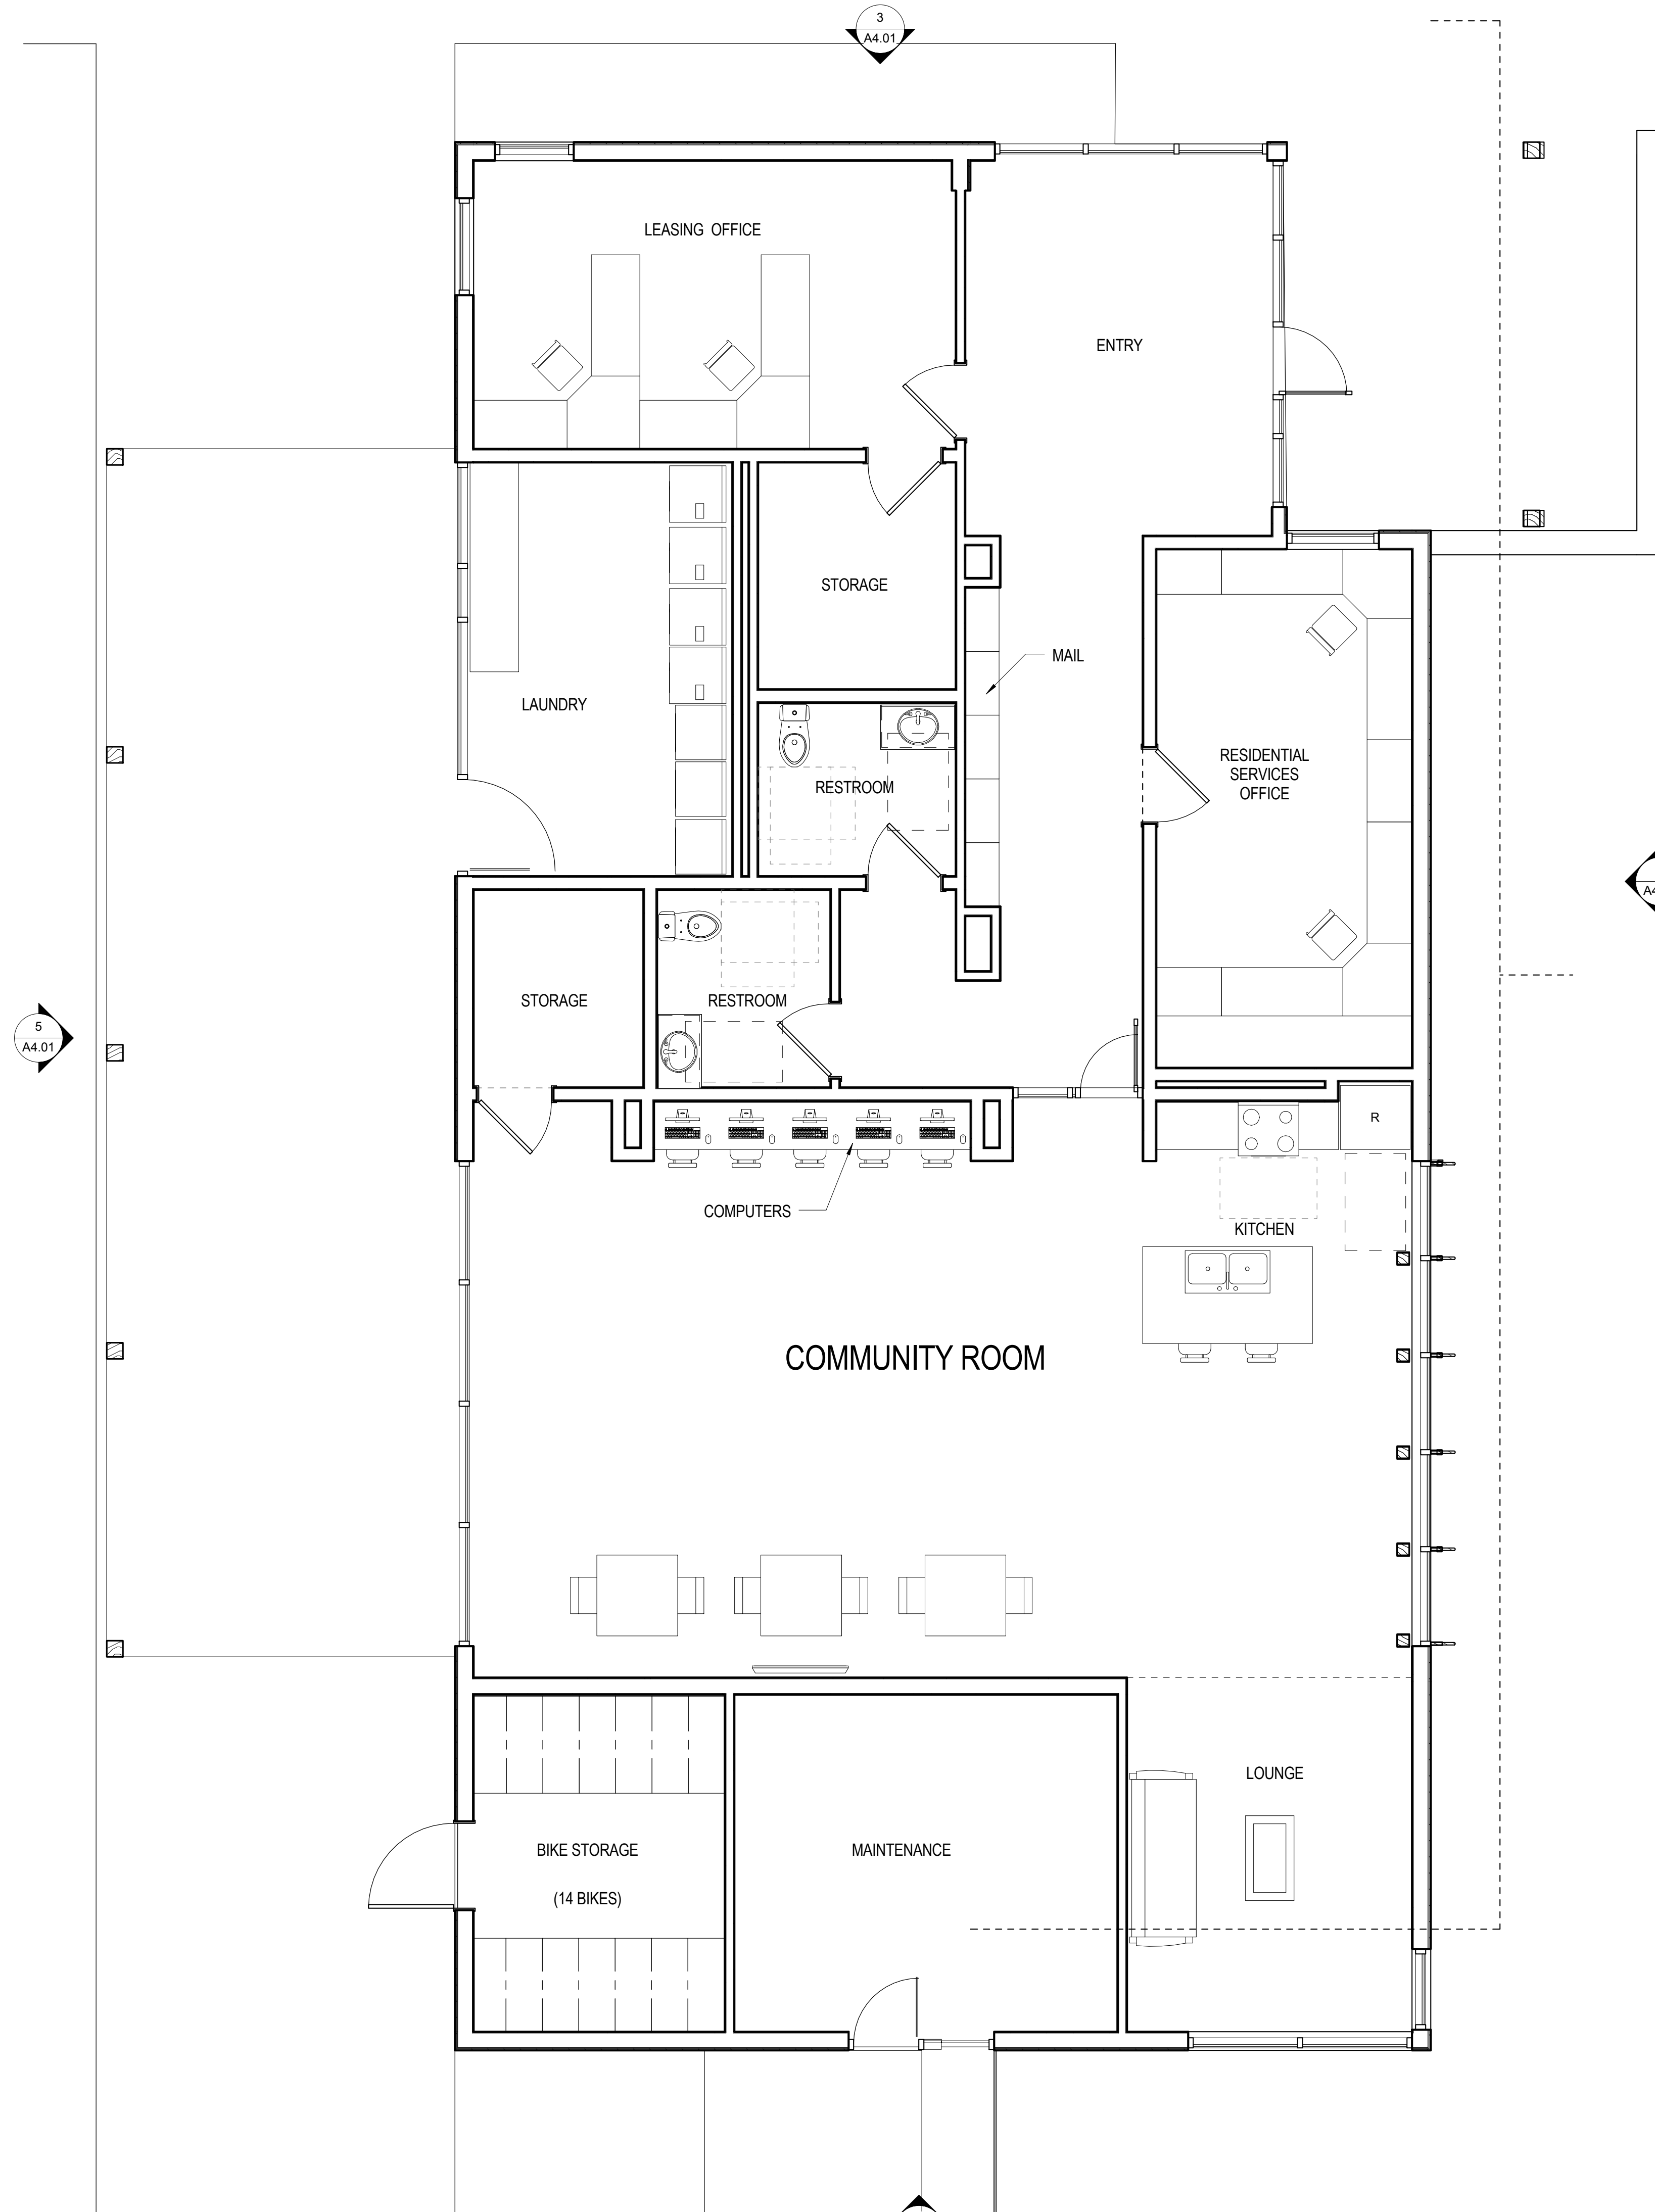 3
A4.01
LEASING OFFICE
ENTRY
STORAGE
MAIL
LAUNDRY
RESIDENTIAL
SERVICES
OFFICE
RESTROOM
A4
5
A4.01
STORAGE
RESTROOM
R
COMPUTERS
KITCHEN
COMMUNITY ROOM
LOUNGE
BIKE STORAGE
(14 BIKES)
MAINTENANCE